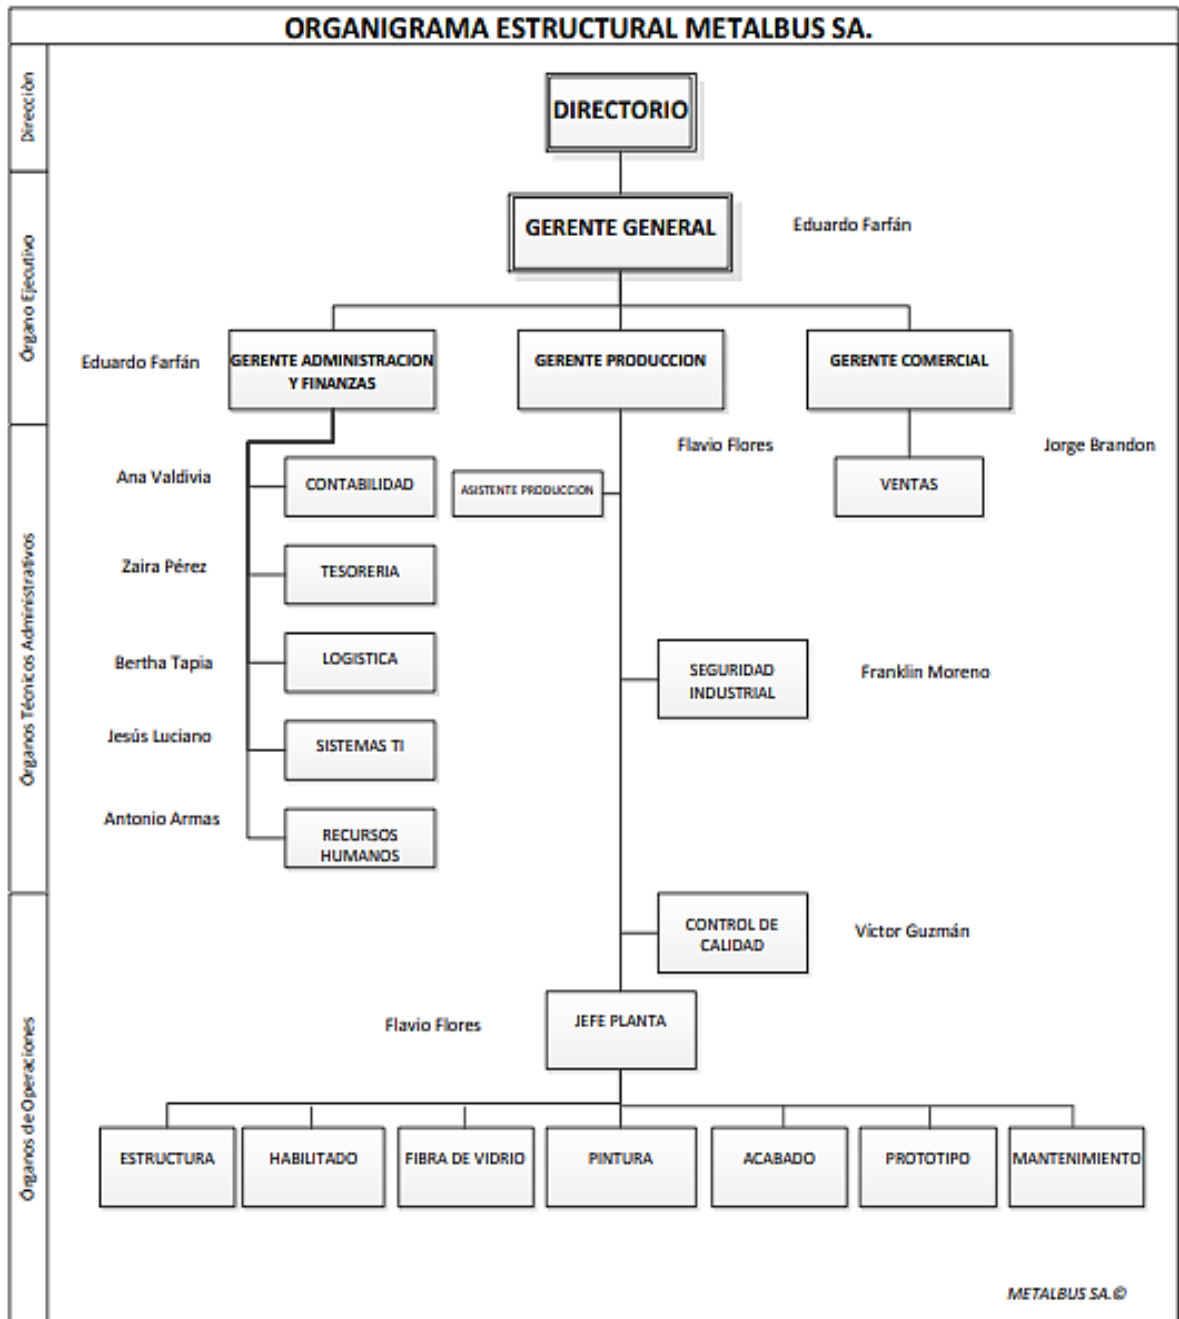 ORGANIGRAMA ESTRUCTURAL METALBUS SA.
Dirección
DIRECTORIO
Órgano Ejecutivo
GERENTE GENERAL
Eduardo Farfán
Eduardo Farfán
GERENTE ADMINISTRACION
Y FINANZAS
GERENTE PRODUCCION
GERENTE COMERCIAL
Órganos Técnicos Administrativos
Flavio Flores
Jorge Brandon
Ana Valdivia
CONTABILIDAD
ASISTENTE PRODUCCION
VENTAS
Zaira Pérez
TESORERIA
Bertha Tapia
LOGISTICA
SEGURIDAD
INDUSTRIAL
Franklin Moreno
Jesús Luciano
SISTEMAS TI
Antonio Armas
RECURSOS
HUMANOS
Órganos de Operaciones
CONTROL DE
CALIDAD
Víctor Guzmán
Flavio Flores
JEFE PLANTA
ESTRUCTURA
HABILITADO
FIBRA DE VIDRIO
PINTURA
ACABADO
PROTOTIPO
MANTENIMIENTO
METALBUS SA.©